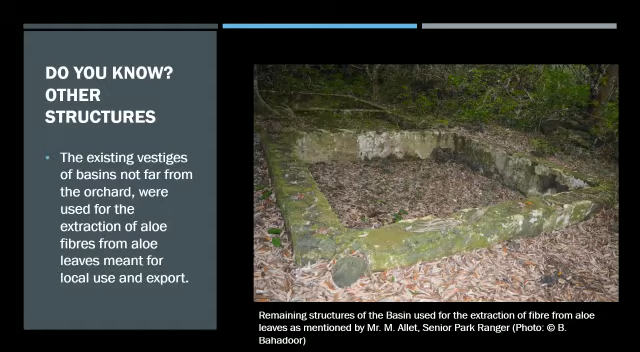 DO YOU KNOW?
OTHER
STRUCTURES
• The existing vestiges
of basins not far from
the orchard, were
used for the
extraction of aloe
fibres from aloe
leaves meant for
local use and export.
Remaining structures of the Basin used for the extraction of fibre from aloe
leaves as mentioned by Mr. M. Allet, Senior Park Ranger (Photo: © B.
Bahadoor)